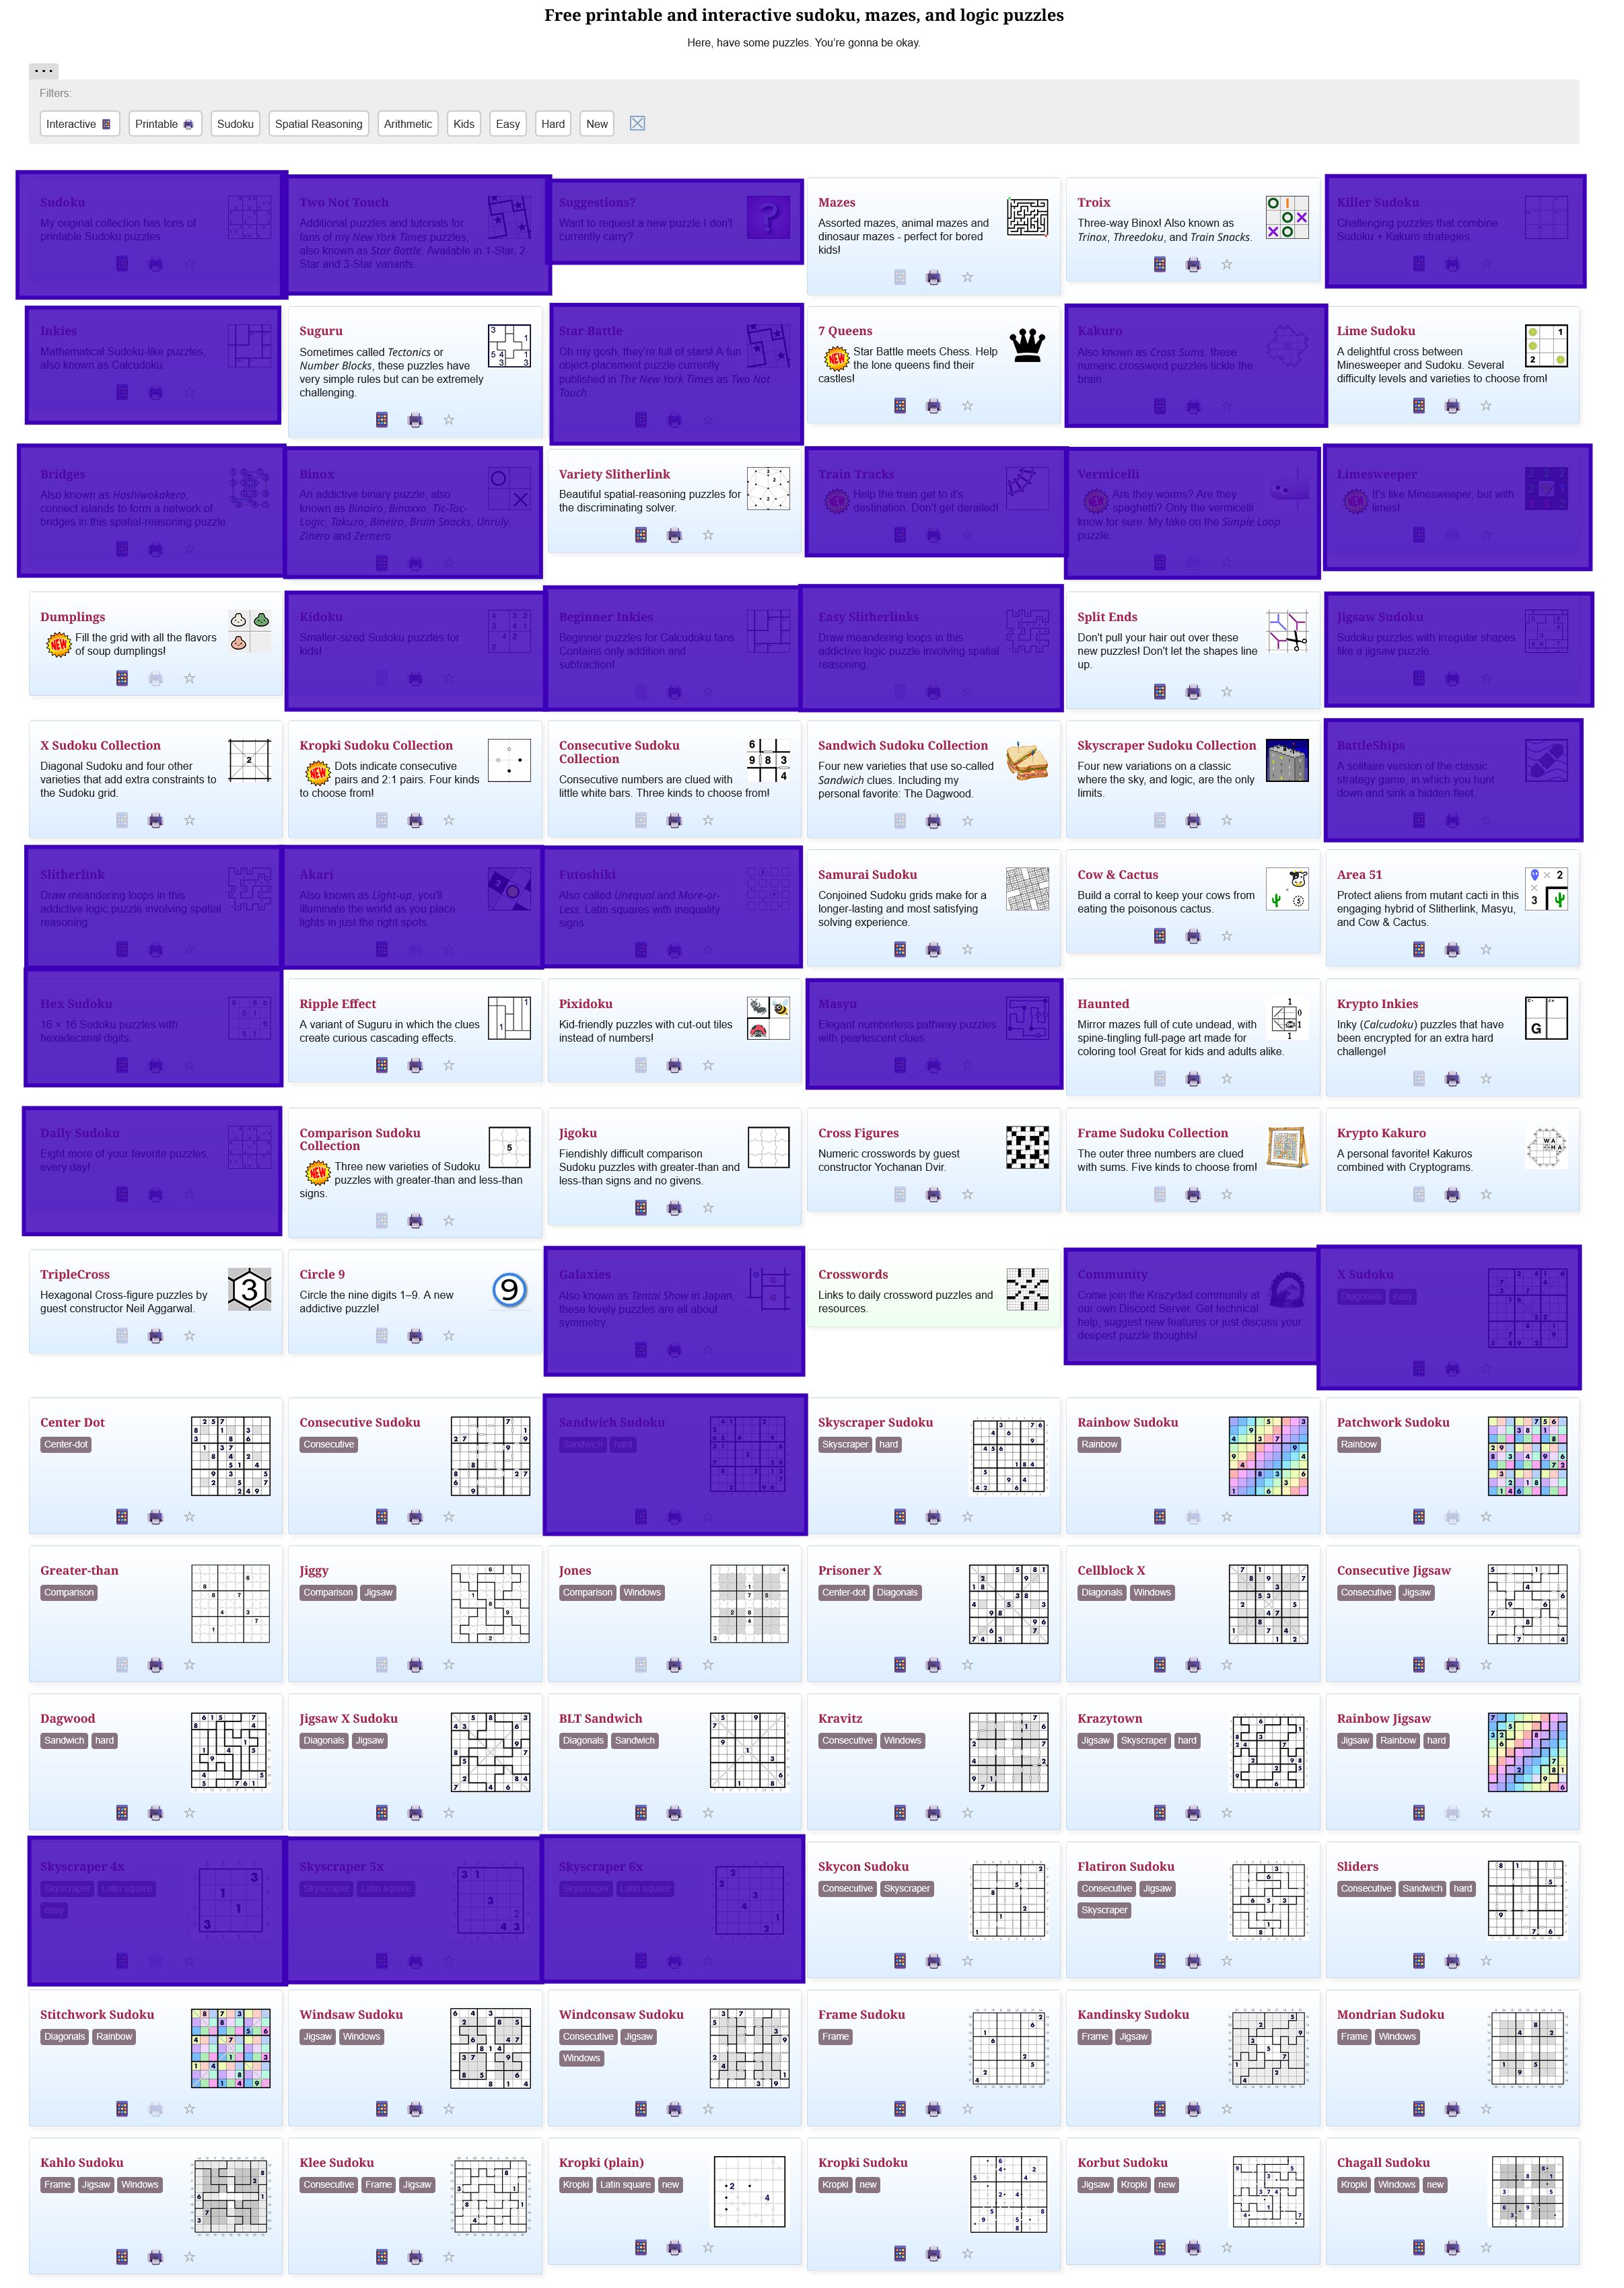 Free printable and interactive sudoku, mazes, and logic puzzles
Here, have some puzzles. You're gonna be okay.
Filters:
Interactive Printable Sudoku Spatial Reasoning Arithmetic Kids Easy Hard New
Sudoku
My original collection has tons of
printable Sudoku puzzles.
Two Not Touch
Additional puzzles and tutorials for
fans of my New York Times puzzles,
also known as Star Battle. Available in 1-Star, 2-
Star and 3-Star variants.
Suggestions?
Want to request a new puzzle I don't
currently carry?
Mazes
Assorted mazes, animal mazes and
dinosaur mazes - perfect for bored
kids!
Troix
Three-way Binox! Also known as
Trinox, Threedoku, and Train Snacks.
Killer Sudoku
Challenging puzzles that combine
Sudoku + Kakuro strategies.
Inkies
Mathematical Sudoku-like puzzles,
also known as Calcudoku.
Suguru
Sometimes called Tectonics or
Number Blocks, these puzzles have
very simple rules but can be extremely
challenging.
Star Battle
Oh my gosh, they're full of stars! A fun
object-placement puzzle currently
published in The New York Times as Two Not
Touch.
7 Queens
NEW Star Battle meets Chess. Help
the lone queens find their
castles!
Kakuro
Also known as Cross Sums, these
numeric crossword puzzles tickle the
brain.
Lime Sudoku
A delightful cross between
Minesweeper and Sudoku. Several
difficulty levels and varieties to choose from!
Bridges
Also known as Hashiwokakero,
connect islands to form a network of
bridges in this spatial-reasoning puzzle.
Binox
An addictive binary puzzle, also
known as Binairo, Binoxxo, Tic-Tac-
Logic, Takuzo, Bineiro, Brain Snacks, Unruly,
Zinero and Zernero.
Variety Slitherlink
Beautiful spatial-reasoning puzzles for
the discriminating solver.
Train Tracks
NEW Help the train get to it's
destination. Don't get derailed!
Vermicelli
NEW Are they worms? Are they
spaghetti? Only the vermicelli
know for sure. My take on the Simple Loop
puzzle.
Limesweeper
NEW It's like Minesweeper, but with
limes!
Dumplings
NEW Fill the grid with all the flavors
of soup dumplings!
Kidoku
Smaller-sized Sudoku puzzles for
kids!
Beginner Inkies
Beginner puzzles for Calcudoku fans.
Contains only addition and
subtraction!
Easy Slitherlinks
Draw meandering loops in this
addictive logic puzzle involving spatial
reasoning.
Split Ends
Don't pull your hair out over these
new puzzles! Don't let the shapes line
up.
Jigsaw Sudoku
Sudoku puzzles with irregular shapes
like a jigsaw puzzle.
X Sudoku Collection
Diagonal Sudoku and four other
varieties that add extra constraints to
the Sudoku grid.
Kropki Sudoku Collection
NEW Dots indicate consecutive
pairs and 2:1 pairs. Four kinds
to choose from!
Consecutive Sudoku
Collection
Consecutive numbers are clued with
little white bars. Three kinds to choose from!
Sandwich Sudoku Collection
Four new varieties that use so-called
Sandwich clues. Including my
personal favorite: The Dagwood.
Skyscraper Sudoku Collection
Four new variations on a classic
where the sky, and logic, are the only
limits.
BattleShips
A solitaire version of the classic
strategy game, in which you hunt
down and sink a hidden fleet.
Slitherlink
Draw meandering loops in this
addictive logic puzzle involving spatial
reasoning.
Akari
Also known as Light-up, you'll
illuminate the world as you place
lights in just the right spots.
Futoshiki
Also called Unequal and More-or-
Less. Latin squares with inequality
signs.
Samurai Sudoku
Conjoined Sudoku grids make for a
longer-lasting and most satisfying
solving experience.
Cow & Cactus
Build a corral to keep your cows from
eating the poisonous cactus.
Area 51
Protect aliens from mutant cacti in this
engaging hybrid of Slitherlink, Masyu,
and Cow & Cactus.
Hex Sudoku
16 × 16 Sudoku puzzles with
hexadecimal digits.
Ripple Effect
A variant of Suguru in which the clues
create curious cascading effects.
Pixidoku
Kid-friendly puzzles with cut-out tiles
instead of numbers!
Masyu
Elegant numberless pathway puzzles
with pearlescent clues.
Haunted
Mirror mazes full of cute undead, with
spine-tingling full-page art made for
coloring too! Great for kids and adults alike.
Krypto Inkies
Inky (Calcudoku) puzzles that have
been encrypted for an extra hard
challenge!
Daily Sudoku
Eight more of your favorite puzzles,
every day!
Comparison Sudoku
Collection
NEW Three new varieties of Sudoku
puzzles with greater-than and less-than
signs.
Jigoku
Fiendishly difficult comparison
Sudoku puzzles with greater-than and
less-than signs and no givens.
Cross Figures
Numeric crosswords by guest
constructor Yochanan Dvir.
Frame Sudoku Collection
The outer three numbers are clued
with sums. Five kinds to choose from!
Krypto Kakuro
A personal favorite! Kakuros
combined with Cryptograms.
TripleCross
Hexagonal Cross-figure puzzles by
guest constructor Neil Aggarwal.
Circle 9
Circle the nine digits 1–9. A new
addictive puzzle!
Galaxies
Also known as Tentai Show in Japan,
these lovely puzzles are all about
symmetry.
Crosswords
Links to daily crossword puzzles and
resources.
Community
Come join the Krazydad community at
our own Discord Server. Get technical
help, suggest new features or just discuss your
deepest puzzle thoughts!
X Sudoku
Diagonals easy
Center Dot
Center-dot
Consecutive Sudoku
Consecutive
Sandwich Sudoku
Sandwich hard
Skyscraper Sudoku
Skyscraper hard
Rainbow Sudoku
Rainbow
Patchwork Sudoku
Rainbow
Greater-than
Comparison
Jiggy
Comparison Jigsaw
Jones
Comparison Windows
Prisoner X
Center-dot Diagonals
Cellblock X
Diagonals Windows
Consecutive Jigsaw
Consecutive Jigsaw
Dagwood
Sandwich hard
Jigsaw X Sudoku
Diagonals Jigsaw
BLT Sandwich
Diagonals Sandwich
Kravitz
Consecutive Windows
Krazytown
Jigsaw Skyscraper hard
Rainbow Jigsaw
Jigsaw Rainbow hard
Skyscraper 4x
Skyscraper Latin square
easy
Skyscraper 5x
Skyscraper Latin square
Skyscraper 6x
Skyscraper Latin square
Skycon Sudoku
Consecutive Skyscraper
Flatiron Sudoku
Consecutive Jigsaw
Skyscraper
Sliders
Consecutive Sandwich hard
Stitchwork Sudoku
Diagonals Rainbow
Windsaw Sudoku
Jigsaw Windows
Windconsaw Sudoku
Consecutive Jigsaw
Windows
Frame Sudoku
Frame
Kandinsky Sudoku
Frame Jigsaw
Mondrian Sudoku
Frame Windows
Kahlo Sudoku
Frame Jigsaw Windows
Klee Sudoku
Consecutive Frame Jigsaw
Kropki (plain)
Kropki Latin square new
Kropki Sudoku
Kropki new
Korbut Sudoku
Jigsaw Kropki new
Chagall Sudoku
Kropki Windows new